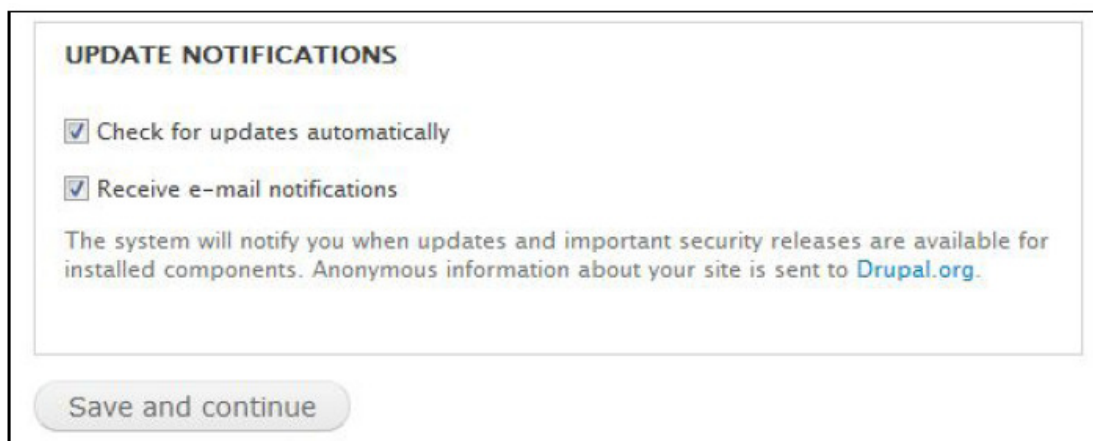 UPDATE NOTIFICATIONS
Check for updates automatically
Receive e-mail notifications
The system will notify you when updates and important security releases are available for
installed components. Anonymous information about your site is sent to Drupal.org.
Save and continue